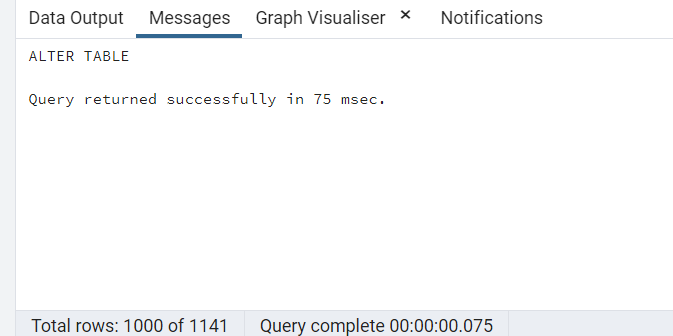 Data Output Messages Graph Visualiser × Notifications
ALTER TABLE
Query returned successfully in 75 msec.
Total rows: 1000 of 1141 Query complete 00:00:00.075